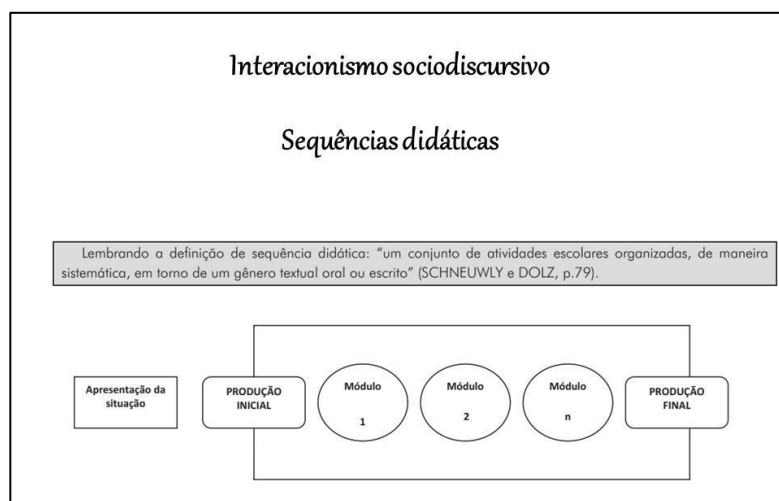 Interacionismo sociodiscursivo
Sequências didáticas
Lembrando a definição de sequência didática: “um conjunto de atividades escolares organizadas, de maneira
sistemática, em torno de um gênero textual oral ou escrito” (SCHNEUWLY e DOLZ, p.79).
Apresentação da
situação
PRODUÇÃO
INICIAL
Módulo
1
Módulo
2
Módulo
n
PRODUÇÃO
FINAL